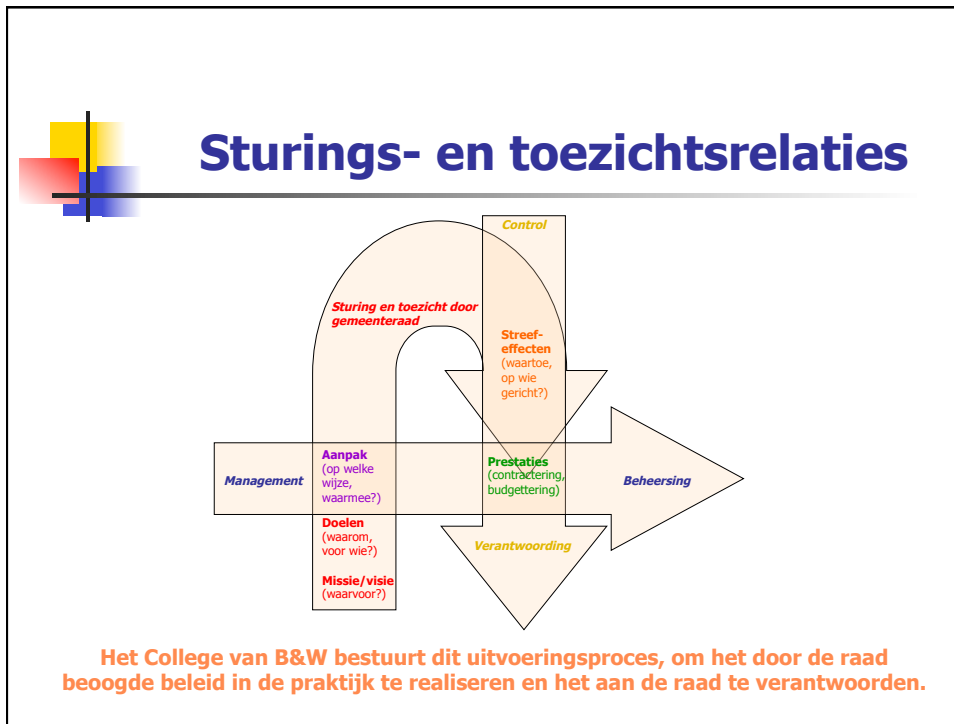 Sturings- en toezichtsrelaties
Control
Sturing en toezicht door
gemeenteraad
Streef-
effecten
(waartoe,
op wie
gericht?)
Management
Aanpak
(op welke
wijze,
waarmee?)
Prestaties
(contractering,
budgettering)
Beheersing
Doelen
(waarom,
voor wie?)
Verantwoording
Missie/visie
(waarvoor?)
Het College van B&W bestuurt dit uitvoeringsproces, om het door de raad
beoogde beleid in de praktijk te realiseren en het aan de raad te verantwoorden.